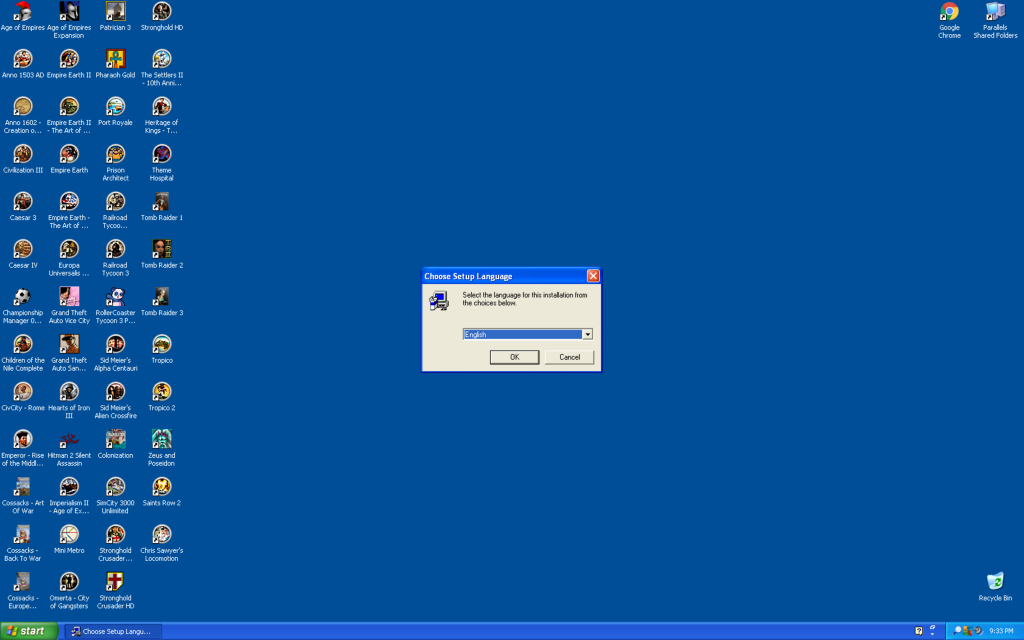 Age of Empires
Age of Empires
Expansion
Patrician 3
Stronghold HD
Google
Chrome
Parallels
Shared Folders
Anno 1503 AD
Empire Earth II
Pharaoh Gold
The Settlers II
- 10th Anni...
Anno 1602 -
Creation o...
Empire Earth II
- The Art of ...
Port Royale
Heritage of
Kings - T...
Civilization III
Empire Earth
Prison
Architect
Theme
Hospital
Caesar 3
Empire Earth -
The Art of ...
Railroad
Tycoo...
Tomb Raider 1
Caesar IV
Europa
Universalis ...
Railroad
Tycoon 3
Tomb Raider 2
Championship
Manager 0...
Grand Theft
Auto Vice City
RollerCoaster
Tycoon 3 P...
Tomb Raider 3
Children of the
Nile Complete
Grand Theft
Auto San...
Sid Meier's
Alpha Centauri
Tropico
CivCity - Rome
Hearts of Iron
III
Sid Meier's
Alien Crossfire
Tropico 2
Emperor - Rise
of the Middl...
Hitman 2 Silent
Assassin
Colonization
Zeus and
Poseidon
Cossacks - Art
Of War
Imperialism II
- Age of Ex...
SimCity 3000
Unlimited
Saints Row 2
Cossacks -
Back To War
Mini Metro
Stronghold
Crusader...
Chris Sawyer's
Locomotion
Cossacks -
Europe...
Omerta - City
of Gangsters
Stronghold
Crusader HD
Choose Setup Language
Select the language for this installation from
the choices below.
English
OK
Cancel
Recycle Bin
start
Choose Setup Langu...
9:33 PM